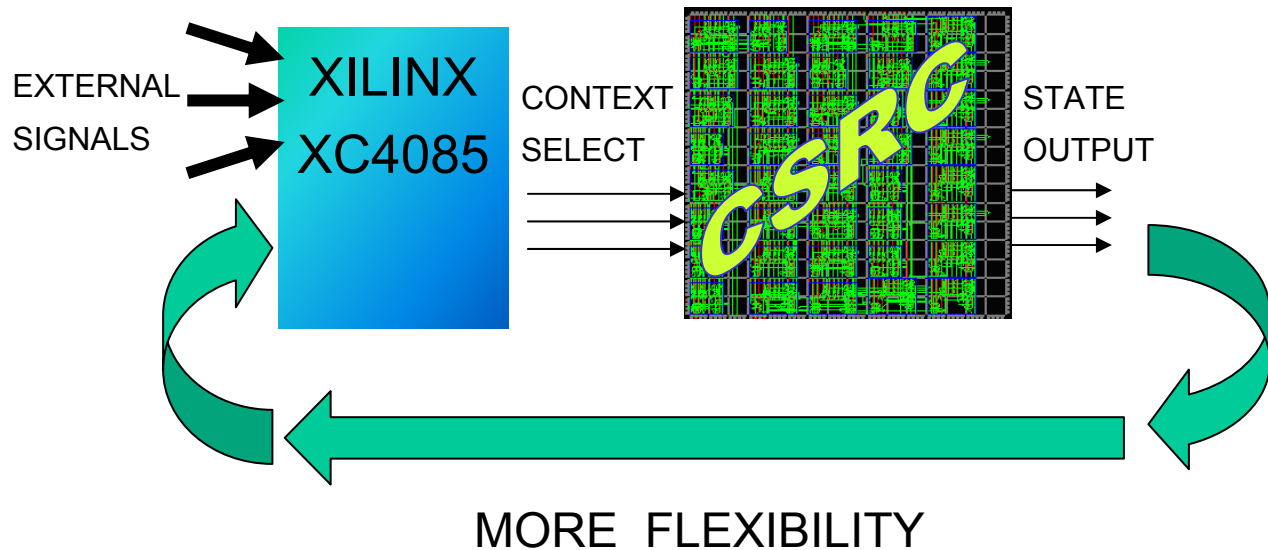 EXTERNAL
SIGNALS
XILINX
XC4085
CONTEXT
SELECT
CSRC
STATE
OUTPUT
MORE FLEXIBILITY